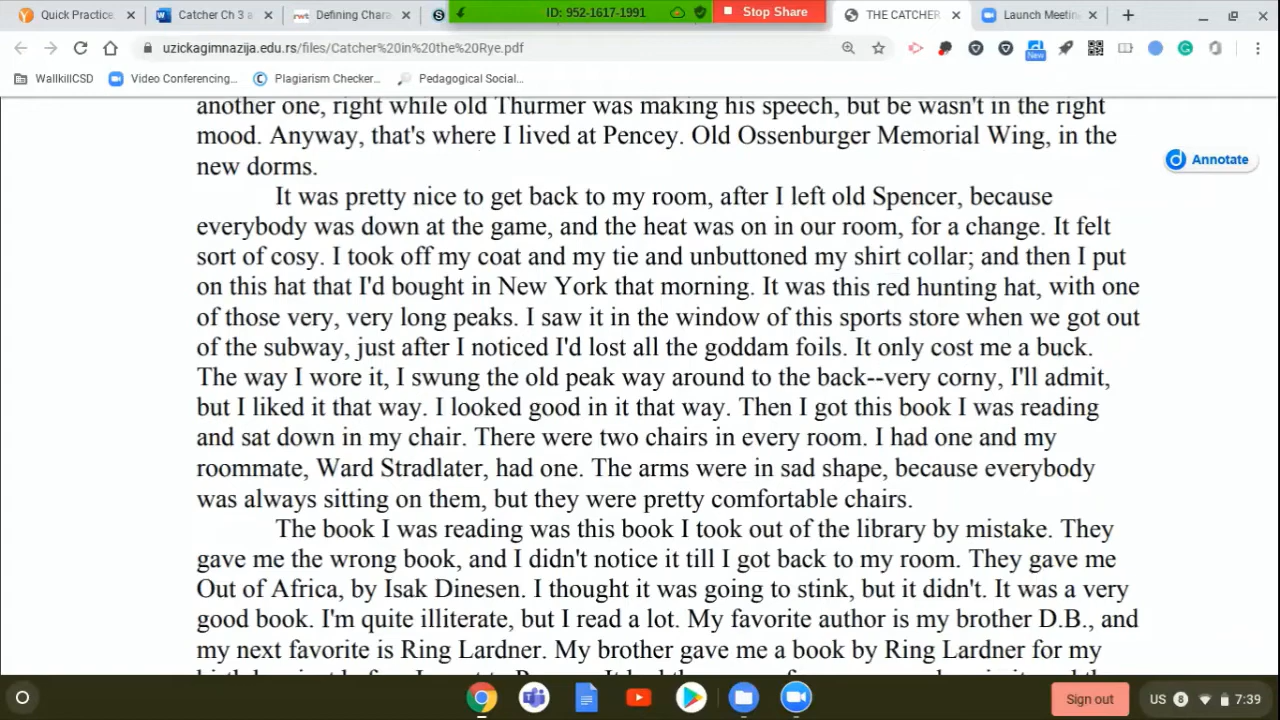 Quick Practice
Catcher Ch 3 a
Defining Chara
ID: 952-1617-1991
Stop Share
THE CATCHER
Launch Meetin
uzickagimnazija.edu.rs/files/Catcher%20in%20the%20Rye.pdf
New
WallkillCSD
Video Conferencing...
Plagiarism Checker...
Pedagogical Social...
another one, right while old Thurmer was making his speech, but be wasn't in the right
mood. Anyway, that's where I lived at Pencey. Old Ossenburger Memorial Wing, in the
new dorms.
Annotate
It was pretty nice to get back to my room, after I left old Spencer, because
everybody was down at the game, and the heat was on in our room, for a change. It felt
sort of cosy. I took off my coat and my tie and unbuttoned my shirt collar; and then I put
on this hat that I'd bought in New York that morning. It was this red hunting hat, with one
of those very, very long peaks. I saw it in the window of this sports store when we got out
of the subway, just after I noticed I'd lost all the goddam foils. It only cost me a buck.
The way I wore it, I swung the old peak way around to the back--very corny, I'll admit,
but I liked it that way. I looked good in it that way. Then I got this book I was reading
and sat down in my chair. There were two chairs in every room. I had one and my
roommate, Ward Stradlater, had one. The arms were in sad shape, because everybody
was always sitting on them, but they were pretty comfortable chairs.
The book I was reading was this book I took out of the library by mistake. They
gave me the wrong book, and I didn't notice it till I got back to my room. They gave me
Out of Africa, by Isak Dinesen. I thought it was going to stink, but it didn't. It was a very
good book. I'm quite illiterate, but I read a lot. My favorite author is my brother D.B., and
my next favorite is Ring Lardner. My brother gave me a book by Ring Lardner for my
Sign out
US
8
7:39